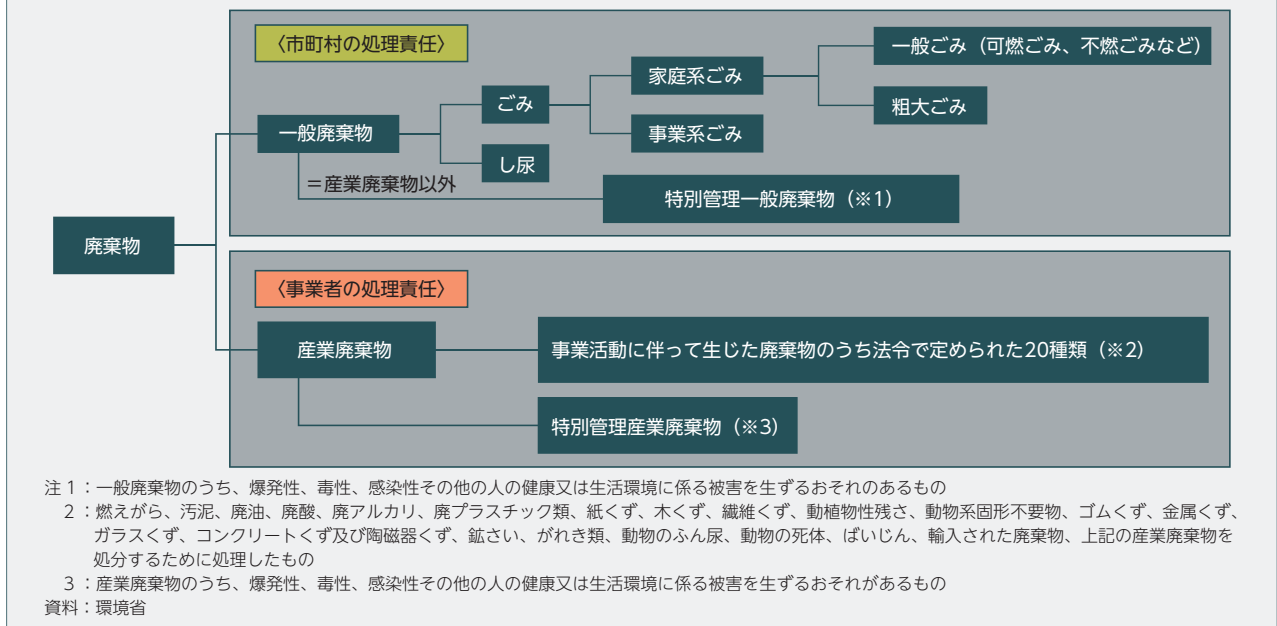 〈市町村の処理責任〉
一般ごみ（可燃ごみ、不燃ごみなど）
家庭系ごみ
ごみ
粗大ごみ
事業系ごみ
一般廃棄物
し尿
＝産業廃棄物以外
特別管理一般廃棄物（※1）
廃棄物
〈事業者の処理責任〉
産業廃棄物
事業活動に伴って生じた廃棄物のうち法令で定められた20種類（※2）
特別管理産業廃棄物（※3）
注1：一般廃棄物のうち、爆発性、毒性、感染性その他の人の健康又は生活環境に係る被害を生ずるおそれのあるもの
2：燃えがら、汚泥、廃油、廃酸、廃アルカリ、廃プラスチック類、紙くず、木くず、繊維くず、動植物性残さ、動物系固形不要物、ゴムくず、金属くず、
ガラスくず、コンクリートくず及び陶磁器くず、鉱さい、がれき類、動物のふん尿、動物の死体、ばいじん、輸入された廃棄物、上記の産業廃棄物を
処分するために処理したもの
3：産業廃棄物のうち、爆発性、毒性、感染性その他の人の健康又は生活環境に係る被害を生ずるおそれがあるもの
資料：環境省